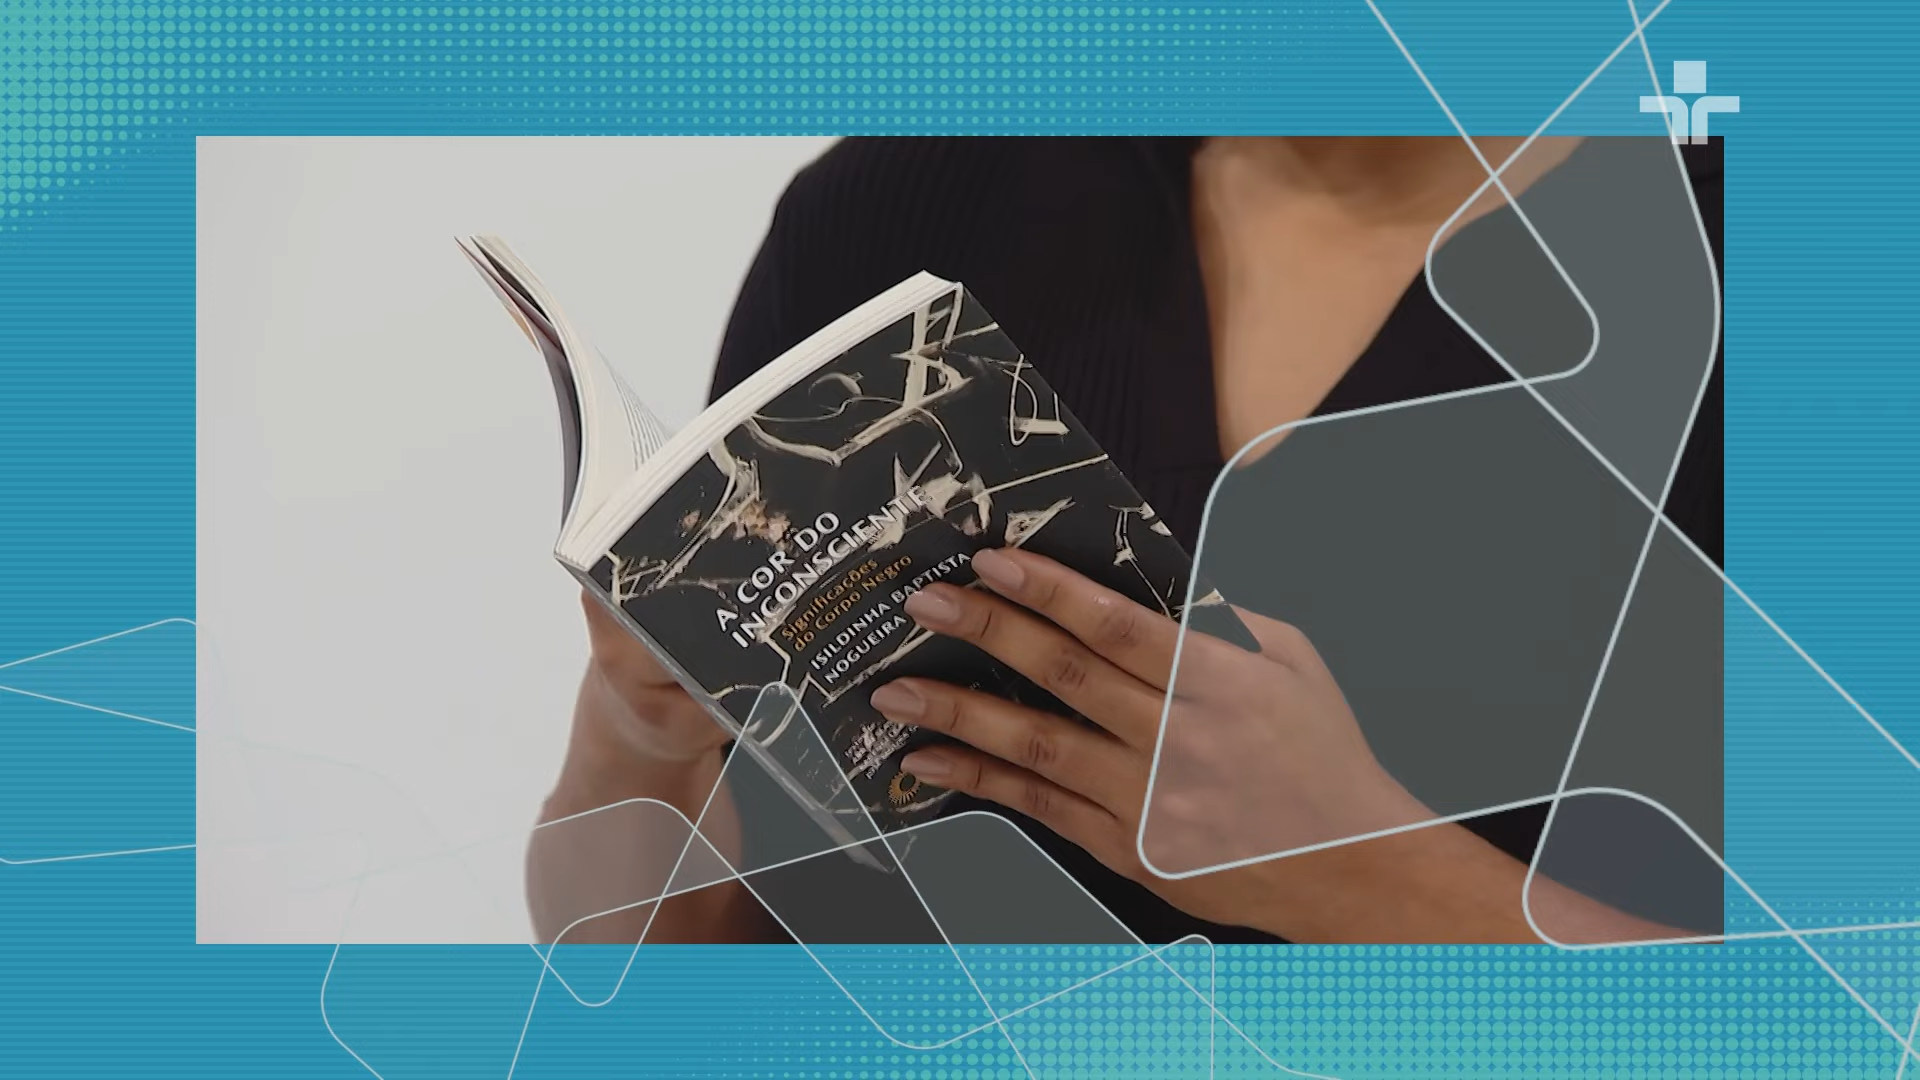 A COR DO
INCONSCIENTE
Significações
do Corpo Negro
ISILDINHA BAPTISTA
NOGUEIRA